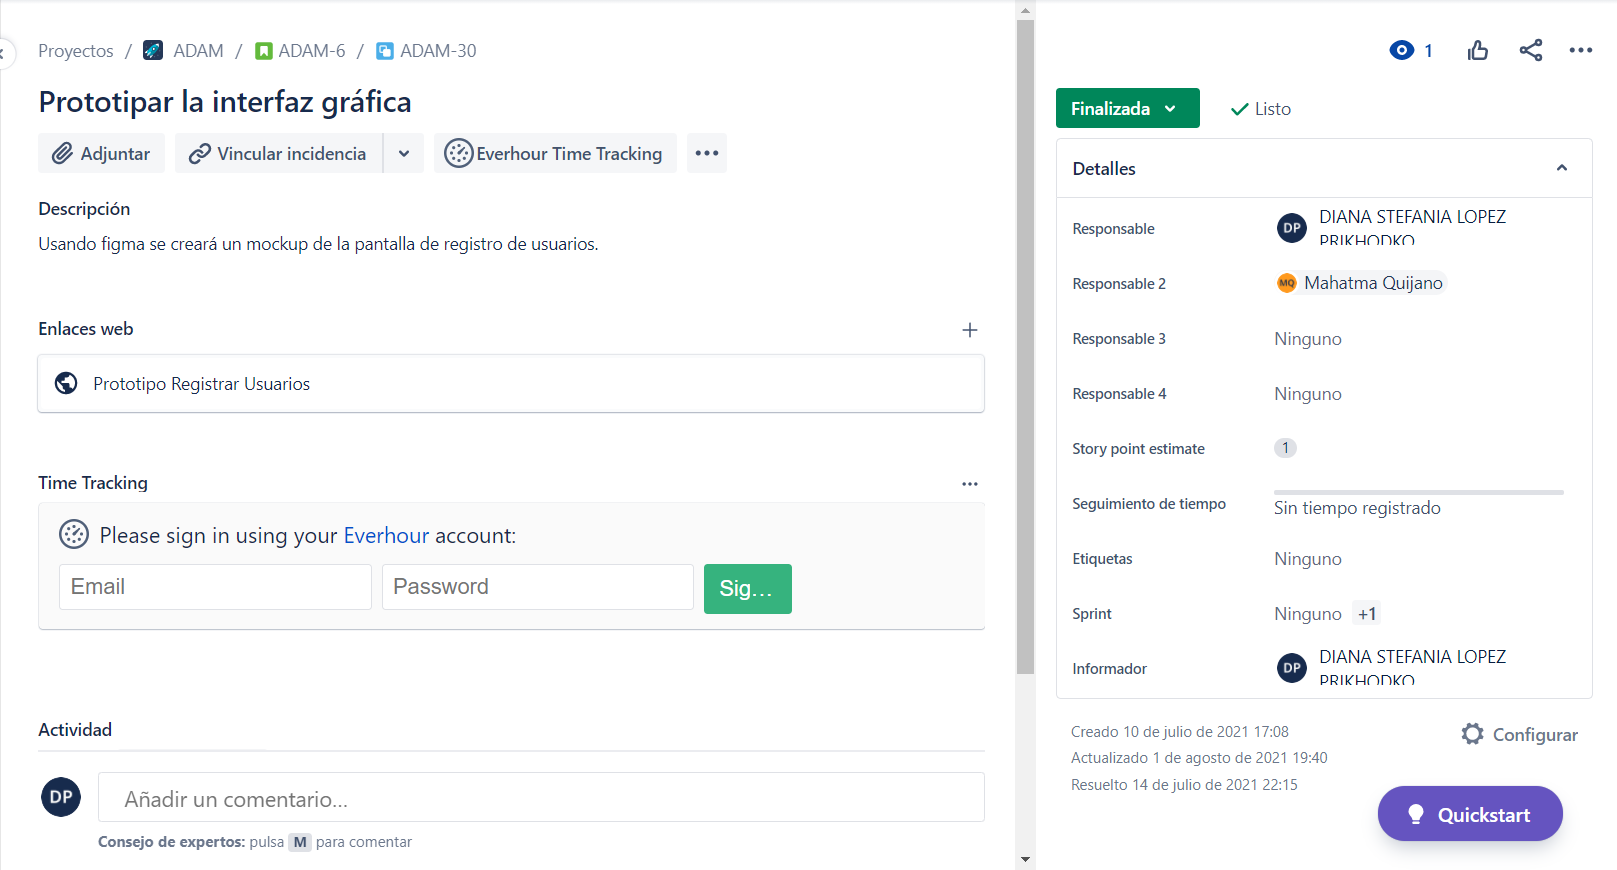 Proyectos / ADAM / ADAM-6 / ADAM-30
Prototipar la interfaz gráfica
Adjuntar
Vincular incidencia
Everhour Time Tracking
Descripción
Usando figma se creará un mockup de la pantalla de registro de usuarios.
Enlaces web
Prototipo Registrar Usuarios
Time Tracking
Please sign in using your Everhour account:
Email
Password
Sig...
Actividad
DP
Añadir un comentario...
Consejo de expertos: pulsa M para comentar
1
Finalizada
Listo
Detalles
Responsable
DP
DIANA STEFANIA LOPEZ
PRIKHODKO
Responsable 2
MQ
Mahatma Quijano
Responsable 3
Ninguno
Responsable 4
Ninguno
Story point estimate
1
Seguimiento de tiempo
Sin tiempo registrado
Etiquetas
Ninguno
Sprint
Ninguno +1
Informador
DP
DIANA STEFANIA LOPEZ
PRIKHODKO
Creado 10 de julio de 2021 17:08
Actualizado 1 de agosto de 2021 19:40
Resuelto 14 de julio de 2021 22:15
Configurar
Quickstart